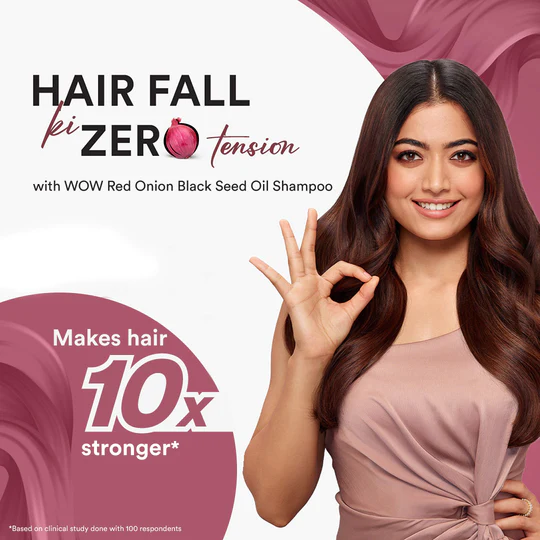 HAIR FALL
ki ZERO tension
with WOW Red Onion Black Seed Oil Shampoo
Makes hair
10x
stronger*
*Based on clinical study done with 100 respondents